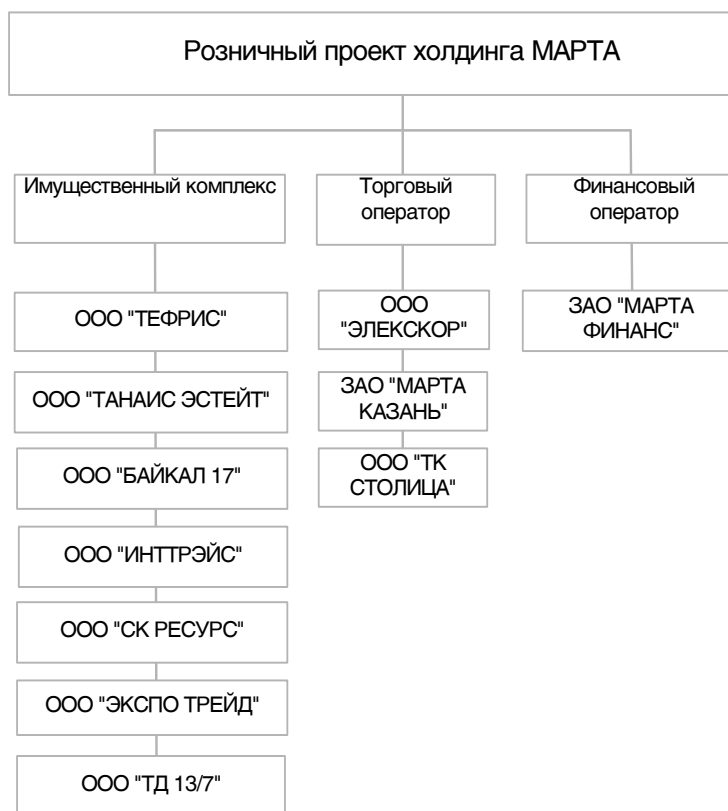 Розничный проект холдинга МАРТА
Имущественный комплекс
Торговый
оператор
Финансовый
оператор
ООО "ТЕФРИС"
ООО "ТАНАИС ЭСТЕЙТ"
ООО "БАЙКАЛ 17"
ООО "ИНТТРЭЙС"
ООО "СК РЕСУРС"
ООО "ЭКСПО ТРЕЙД"
ООО "ТД 13/7"
ООО
"ЭЛЕКСКОР"
ЗАО "МАРТА
КАЗАНЬ"
ООО "ТК
СТОЛИЦА"
ЗАО "МАРТА
ФИНАНС"